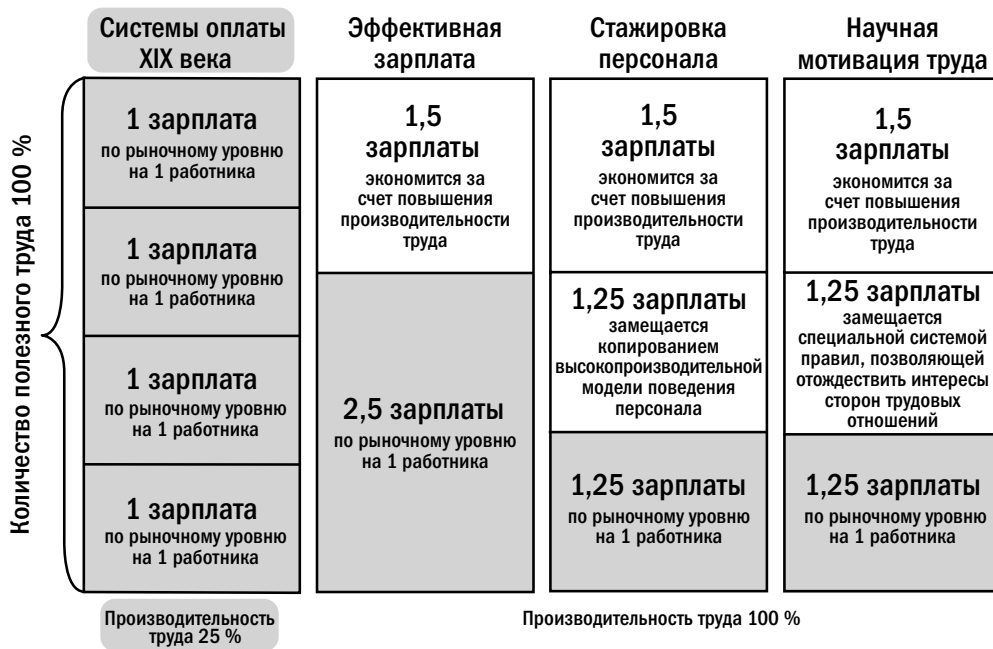 Системы оплаты
XIX века
Эффективная
зарплата
Стажировка
персонала
Научная
мотивация труда
Количество полезного труда 100 %
1 зарплата
по рыночному уровню
на 1 работника
1 зарплата
по рыночному уровню
на 1 работника
1 зарплата
по рыночному уровню
на 1 работника
1 зарплата
по рыночному уровню
на 1 работника
1,5
зарплаты
экономится за
счет повышения
производительности
труда
2,5 зарплаты
по рыночному уровню
на 1 работника
1,5
зарплаты
экономится за
счет повышения
производительности
труда
1,25 зарплаты
замещается
копированием
высокопроизводительной
модели поведения
персонала
1,25 зарплаты
по рыночному уровню
на 1 работника
1,5
зарплаты
экономится за
счет повышения
производительности
труда
1,25 зарплаты
замещается
специальной системой
правил, позволяющей
отождествить интересы
сторон трудовых
отношений
1,25 зарплаты
по рыночному уровню
на 1 работника
Производительность
труда 25 %
Производительность труда 100 %